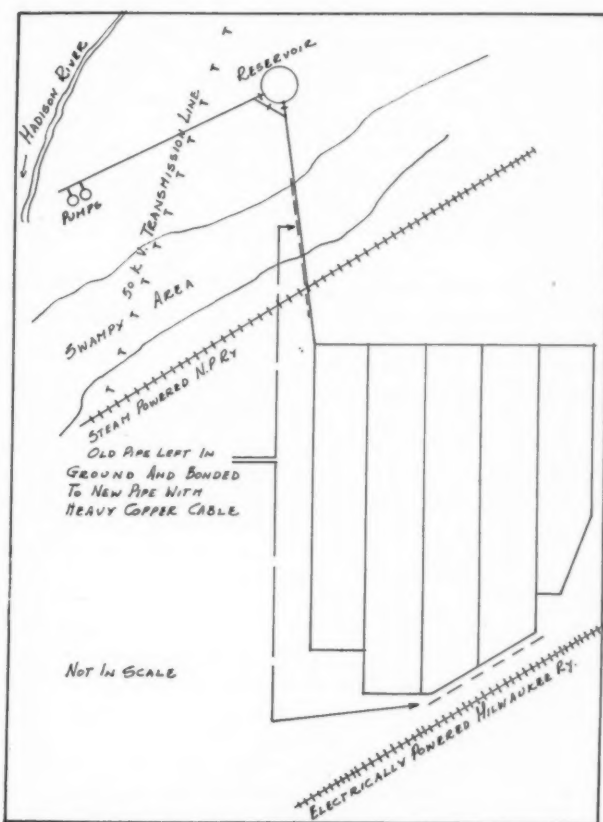 MADISON RIVER
RESERVOIR
50 K.V. TRANSMISSION LINE
PUMPS
SWAMPY AREA
STEAM POWERED N.P. RY
OLD PIPE LEFT IN
GROUND AND BONDED
TO NEW PIPE WITH
HEAVY COPPER CABLE
NOT IN SCALE
ELECTRICALLY POWERED MILWAUKEE RY.